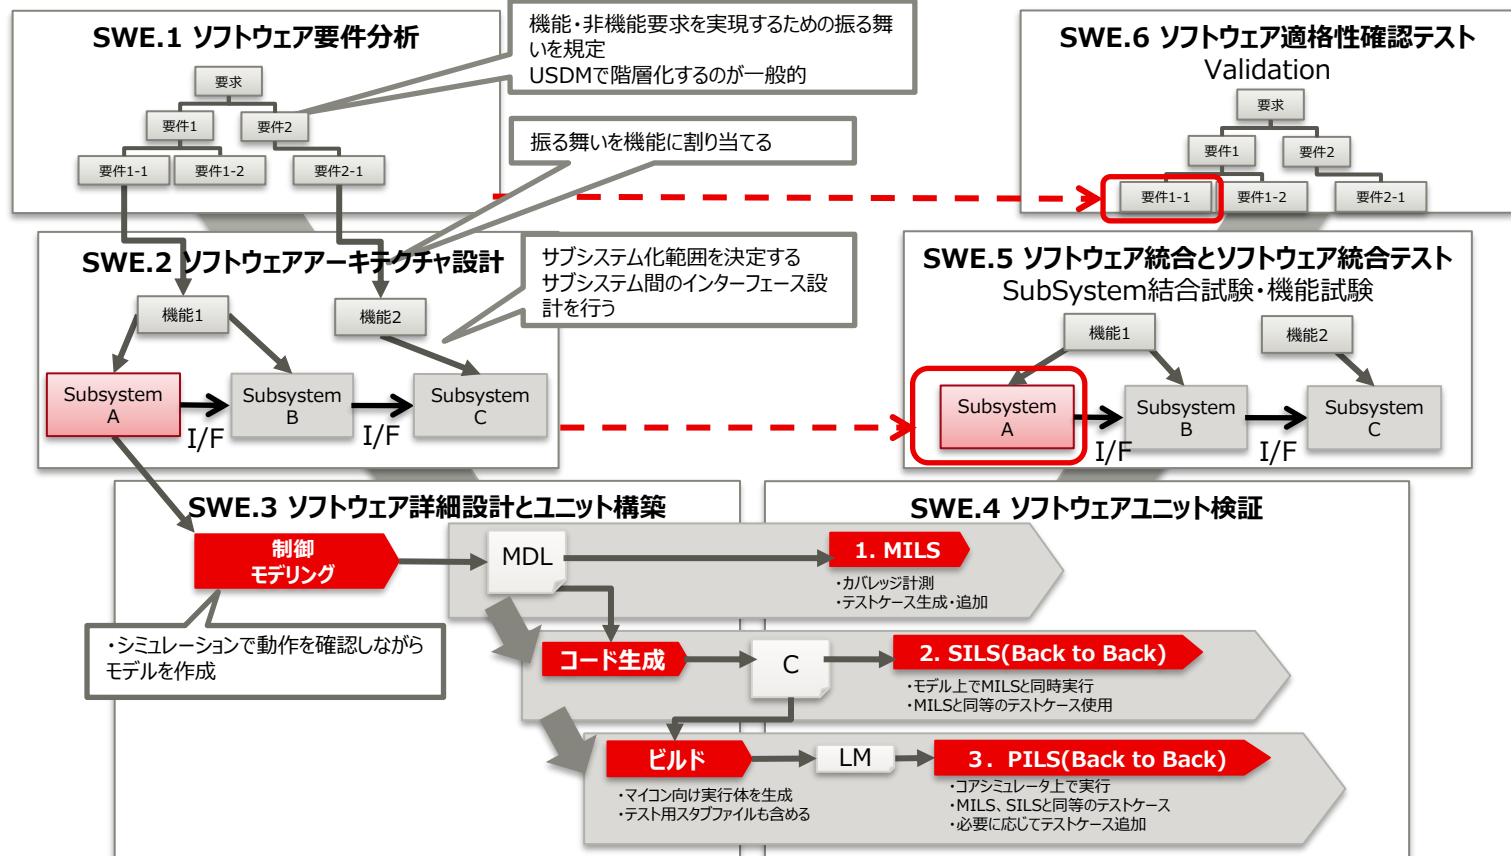 SWE.1 ソフトウェア要件分析
要求
要件1
要件2
要件1-1
要件1-2
要件2-1
機能・非機能要求を実現するための振る舞
いを規定
USDMで階層化するのが一般的
振る舞いを機能に割り当てる
SWE.6 ソフトウェア適格性確認テスト
Validation
要求
要件1
要件2
要件1-1
要件1-2
要件2-1
SWE.2 ソフトウェアアーキテクチャ設計
サブシステム化範囲を決定する
サブシステム間のインターフェース設
計を行う
機能1
機能2
Subsystem
A
I/F
Subsystem
B
I/F
Subsystem
C
SWE.5 ソフトウェア統合とソフトウェア統合テスト
SubSystem結合試験・機能試験
機能1
機能2
Subsystem
A
I/F
Subsystem
B
I/F
Subsystem
C
SWE.3 ソフトウェア詳細設計とユニット構築
SWE.4 ソフトウェアユニット検証
制御
モデリング
MDL
1. MILS
・カバレッジ計測
・テストケース生成・追加
・シミュレーションで動作を確認しながら
モデルを作成
コード生成
C
2. SILS(Back to Back)
・モデル上でMILSと同時実行
・MILSと同等のテストケース使用
ビルド
LM
3. PILS(Back to Back)
・マイコン向け実行体を生成
・テスト用スタブファイルも含める
・コアシミュレータ上で実行
・MILS、SILSと同等のテストケース
・必要に応じてテストケース追加